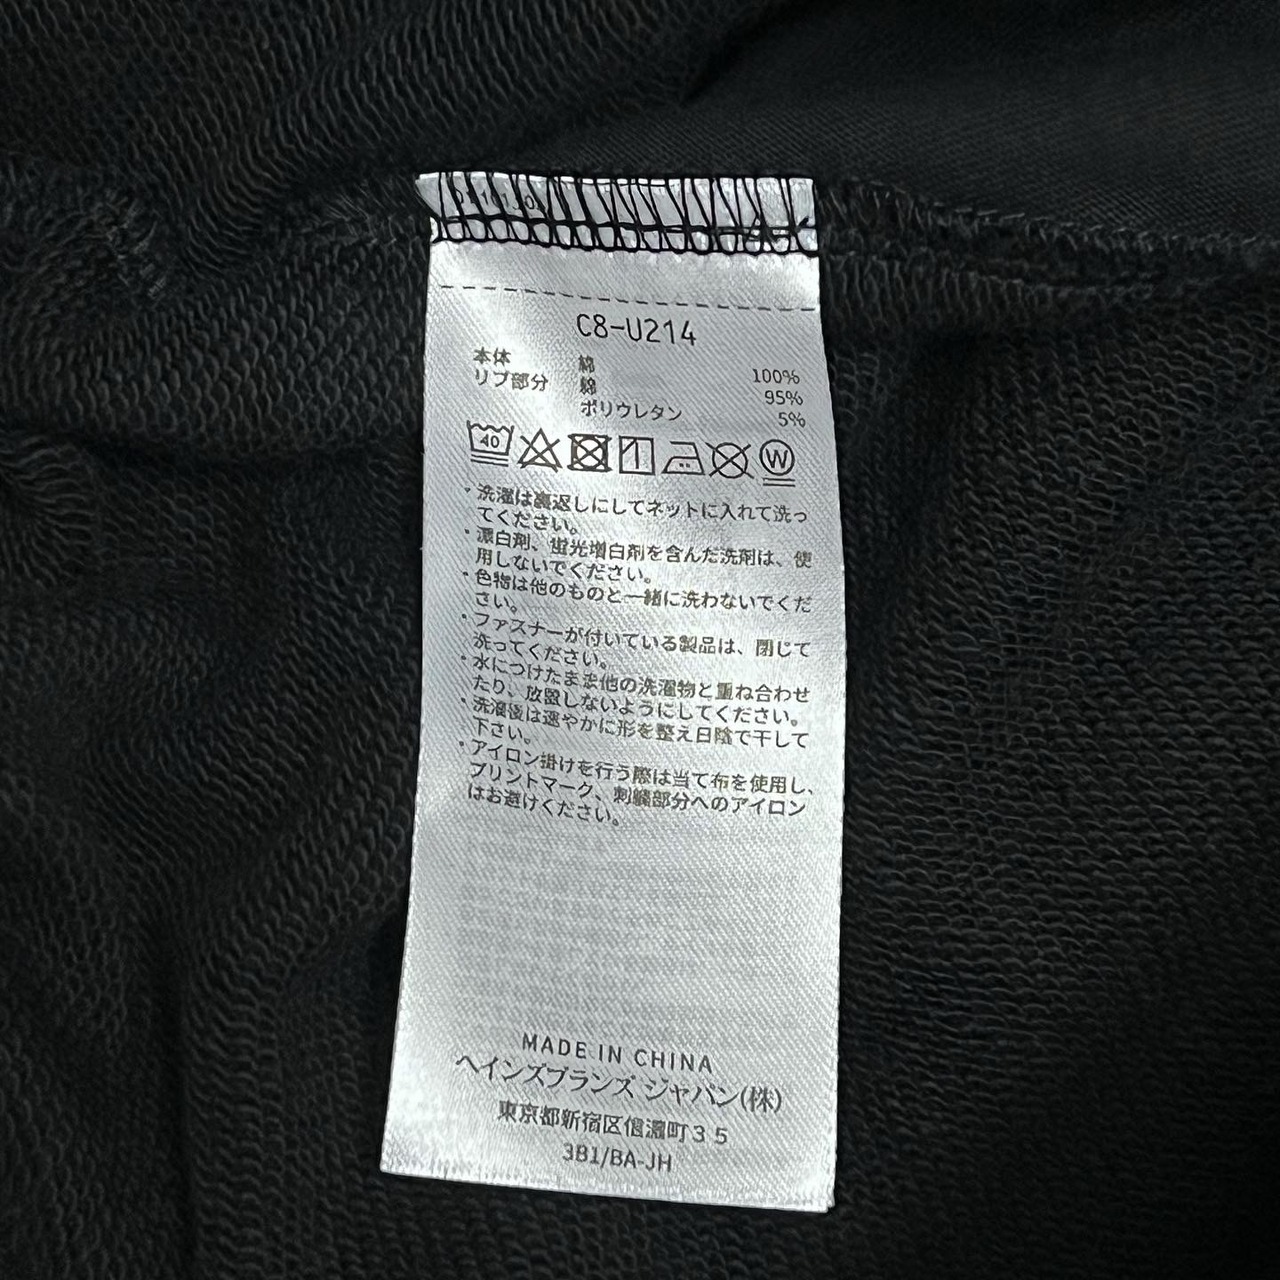 C8-U214
本体 綿 100%
リブ部分 綿 95%
ポリウレタン 5%
40
W
・洗濯は裏返しにしてネットに入れて洗っ
てください。
・漂白剤、蛍光増白剤を含んだ洗剤は、使
用しないでください。
・色物は他のものと一緒に洗わないでくだ
さい。
・ファスナーが付いている製品は、閉じて
洗ってください。
・水につけたまま他の洗濯物と重ね合わせ
たり、放置しないようにしてください。
・洗濯後は速やかに形を整え日陰で干して
下さい。
・アイロン掛けを行う際は当て布を使用し、
プリントマーク、刺繍部分へのアイロン
はお避けください。
MADE IN CHINA
ヘインズブランズ ジャパン(株)
東京都新宿区信濃町35
3B1/BA-JH